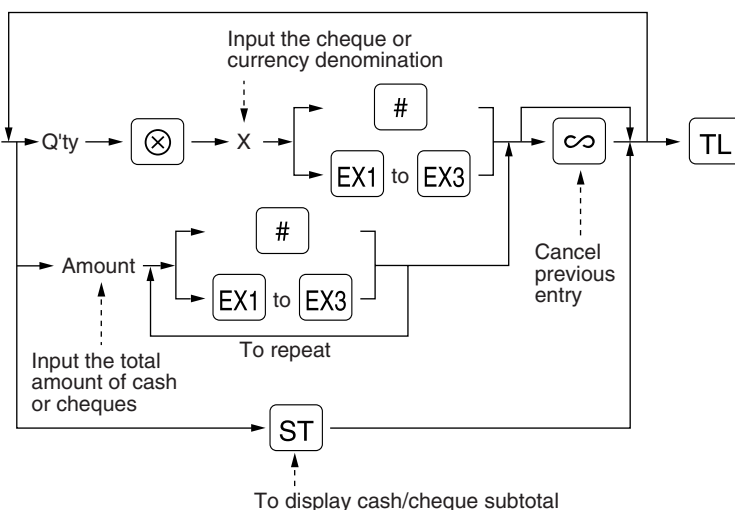 Input the cheque or
currency denomination
Q'ty
⊗
X
#
EX1 to EX3
∞
TL
Amount
#
EX1 to EX3
Cancel
previous
entry
To repeat
Input the total
amount of cash
or cheques
ST
To display cash/cheque subtotal